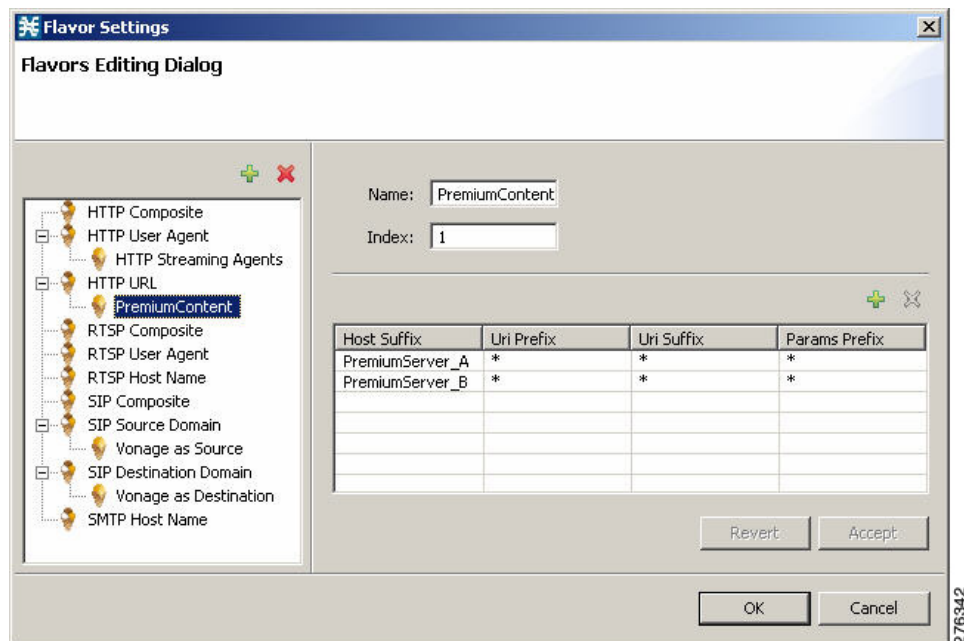 Flavor Settings
Flavors Editing Dialog
HTTP Composite
HTTP User Agent
HTTP Streaming Agents
HTTP URL
PremiumContent
RTSP Composite
RTSP User Agent
RTSP Host Name
SIP Composite
SIP Source Domain
Vonage as Source
SIP Destination Domain
Vonage as Destination
SMTP Host Name
Name: PremiumContent
Index: 1
Host Suffix Uri Prefix Uri Suffix Params Prefix
PremiumServer_A * * *
PremiumServer_B * * *
Revert Accept
OK Cancel
276342